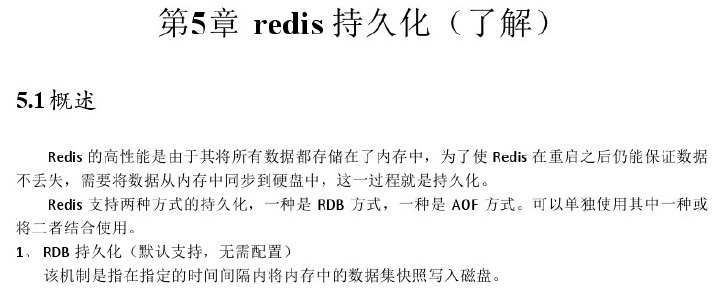 第5章 redis 持久化（了解）
5.1 概述
Redis 的高性能是由于其将所有数据都存储在了内存中，为了使 Redis 在重启之后仍能保证数据
不丢失，需要将数据从内存中同步到硬盘中，这一过程就是持久化。
Redis 支持两种方式的持久化，一种是 RDB 方式，一种是 AOF 方式。可以单独使用其中一种或
将二者结合使用。
1、 RDB 持久化（默认支持，无需配置）
该机制是指在指定的时间间隔内将内存中的数据集快照写入磁盘。